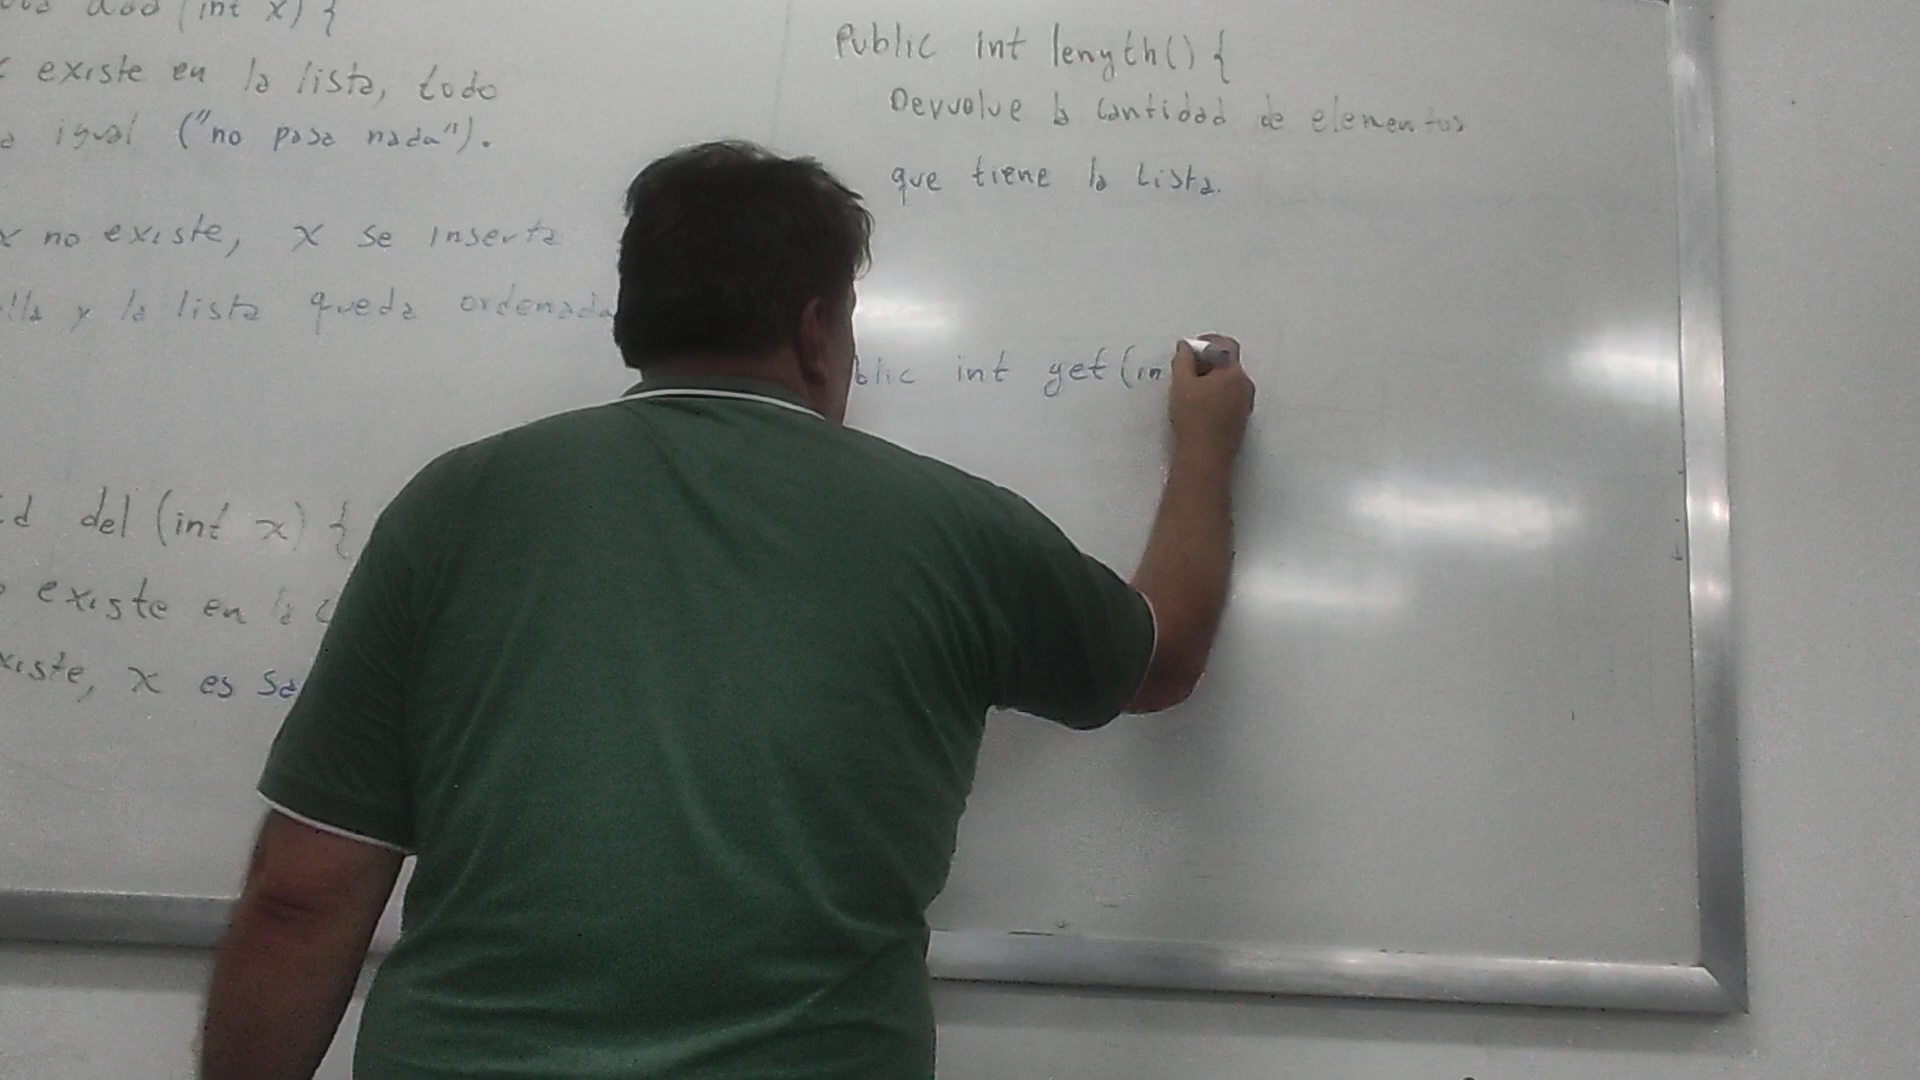 add (int x) {
existe en la lista, todo
igual ("no pasa nada").
x no existe, x se inserta
y la lista queda ordenada
del (int x) {
existe en la
existe, x es
Public int length() {
Devuelve la cantidad de elementos
que tiene la Lista.
blic int get(in